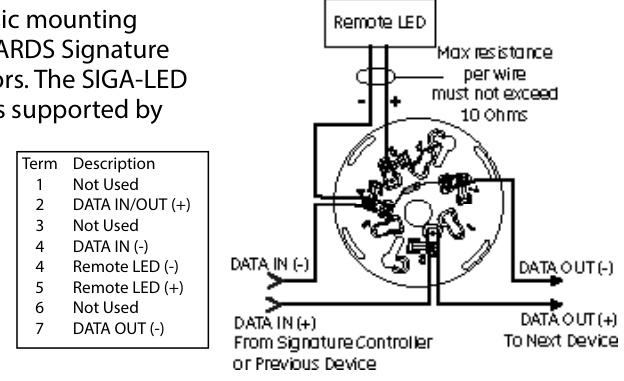 ic mounting
ARDS Signature
ors. The SIGA-LED
s supported by
Term Description
1 Not Used
2 DATA IN/OUT (+)
3 Not Used
4 DATA IN (-)
4 Remote LED (-)
5 Remote LED (+)
6 Not Used
7 DATA OUT (-)
Remote LED
Max resistance
per wire
must not exceed
10 Ohms
- +
DATA IN (-)
DATA IN (+)
From Signature Controller
or Previous Device
DATA OUT (-)
DATA OUT (+)
To Next Device